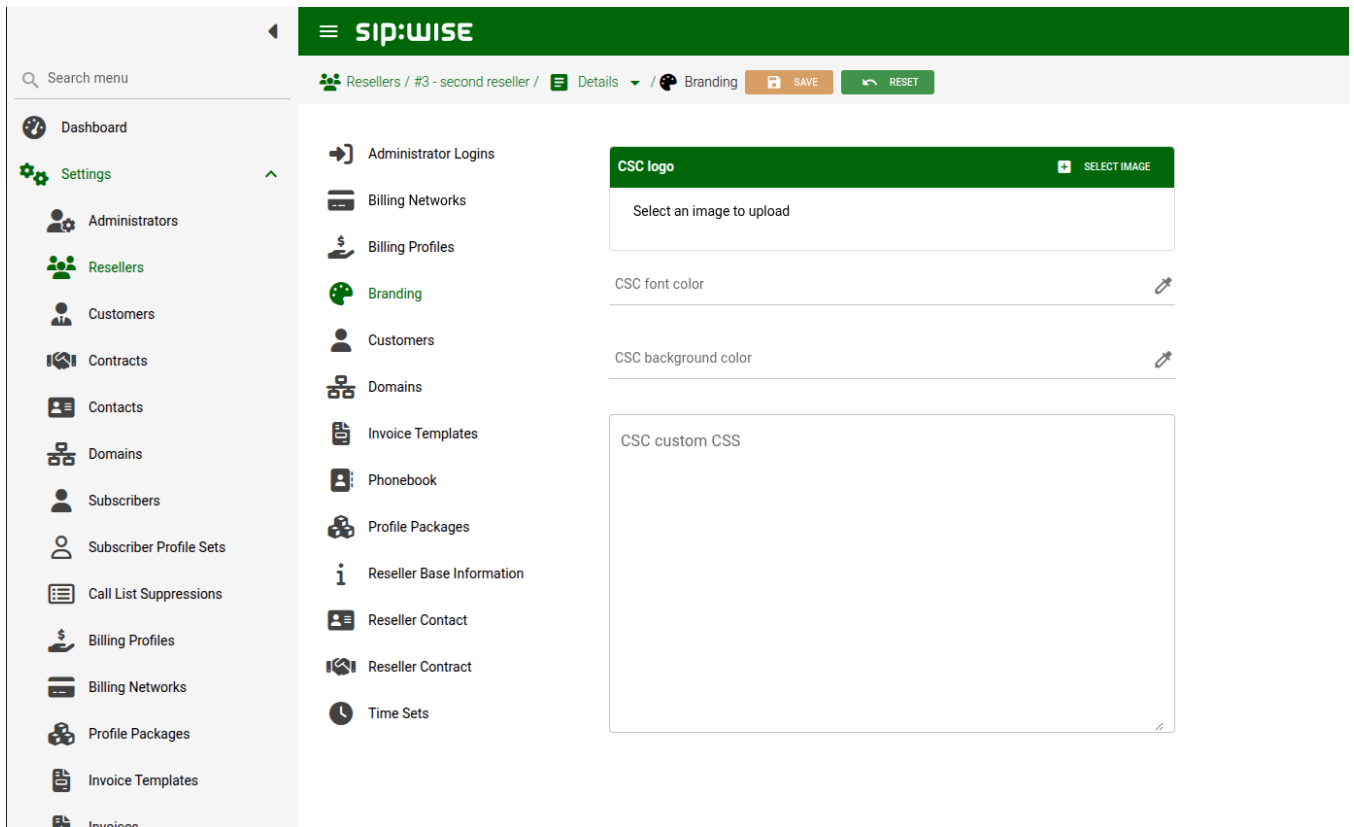 sip:wise
Search menu
Resellers / #3 - second reseller / Details / Branding SAVE RESET
Dashboard
Settings
Administrators
Resellers
Customers
Contracts
Contacts
Domains
Subscribers
Subscriber Profile Sets
Call List Suppressions
Billing Profiles
Billing Networks
Profile Packages
Invoice Templates
Invoices
Administrator Logins
Billing Networks
Billing Profiles
Branding
Customers
Domains
Invoice Templates
Phonebook
Profile Packages
Reseller Base Information
Reseller Contact
Reseller Contract
Time Sets
CSC logo SELECT IMAGE
Select an image to upload
CSC font color
CSC background color
CSC custom CSS